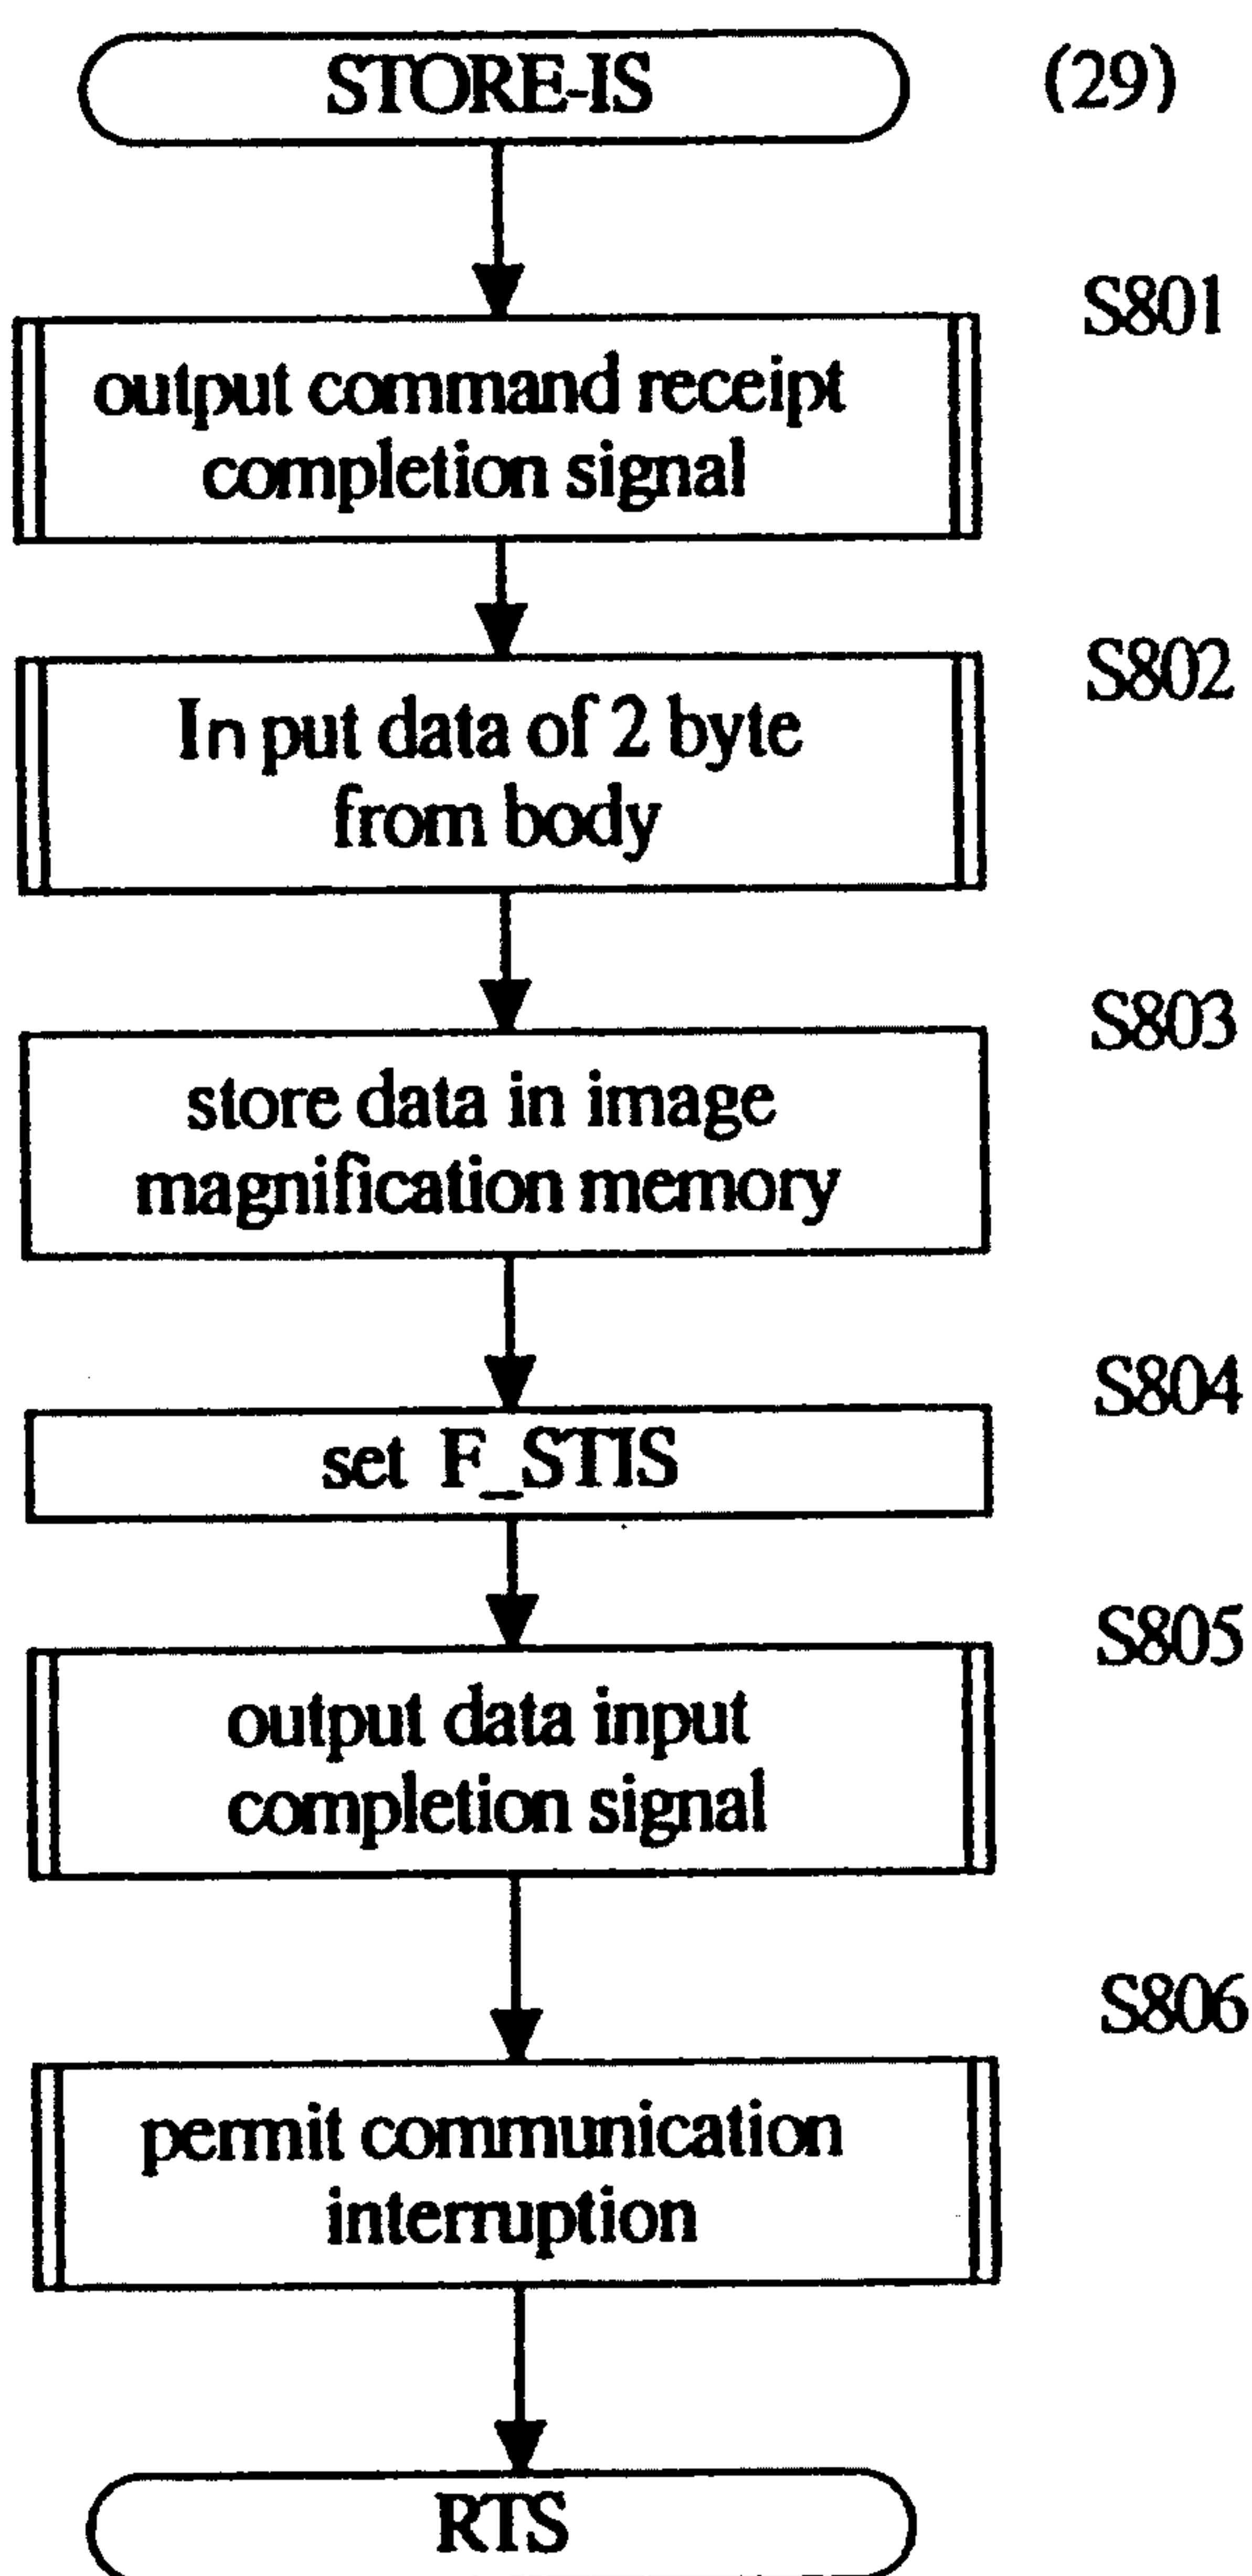 STORE-IS
(29)
S801
output command receipt
completion signal
S802
In put data of 2 byte
from body
S803
store data in image
magnification memory
S804
set F_STIS
S805
output data input
completion signal
S806
permit communication
interruption
RTS